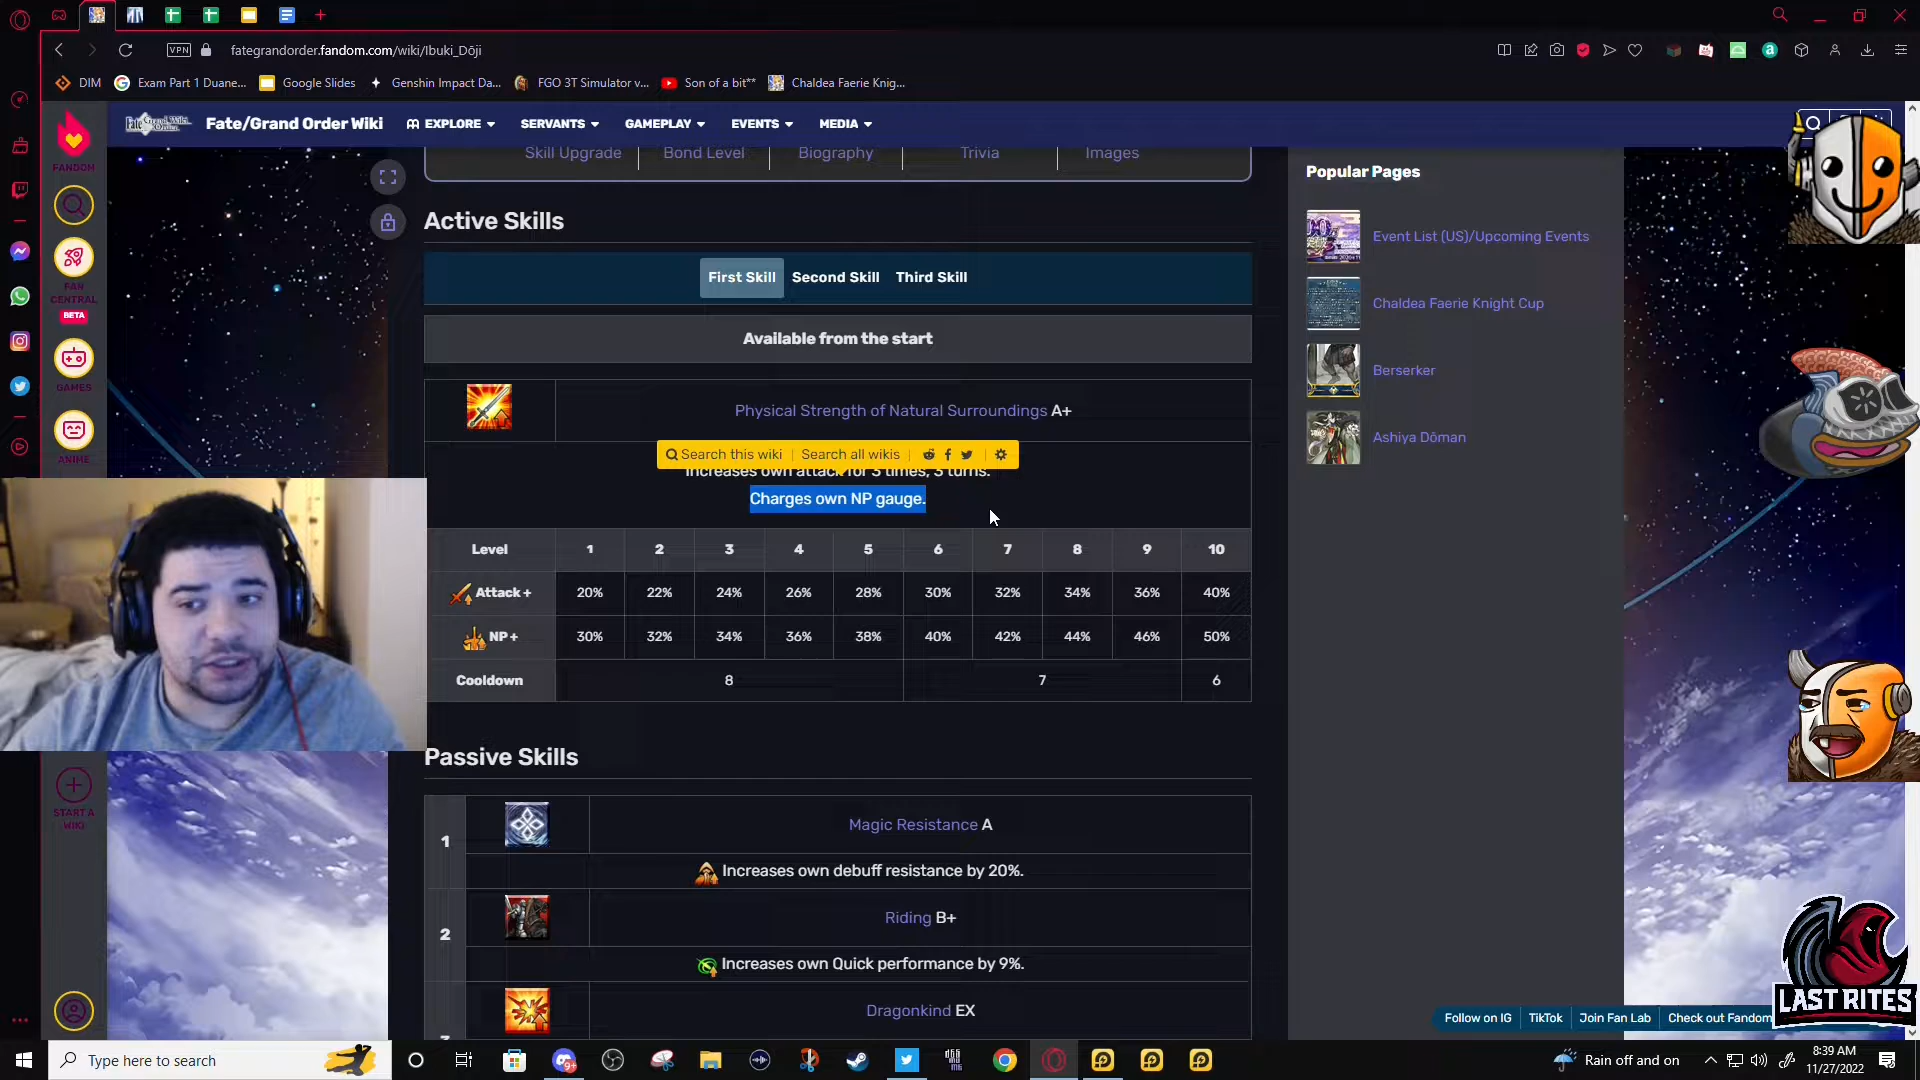 fategrandorder.fandom.com/wiki/Ibuki_Dōji
VPN
DIM
Exam Part 1 Duane...
Google Slides
Genshin Impact Da...
FGO 3T Simulator v...
Son of a bit**
Chaldea Faerie Knig...
Fate/Grand Order Wiki
EXPLORE
SERVANTS
GAMEPLAY
EVENTS
MEDIA
FANDOM
FAN CENTRAL
BETA
GAMES
ANIME
START A WIKI
Skill Upgrade
Bond Level
Biography
Trivia
Images
Active Skills
First Skill
Second Skill
Third Skill
Available from the start
Physical Strength of Natural Surroundings A+
Search this wiki
Search all wikis
Increases own attack for 3 times, 3 turns.
Charges own NP gauge.
Level 1 2 3 4 5 6 7 8 9 10
Attack + 20% 22% 24% 26% 28% 30% 32% 34% 36% 40%
NP + 30% 32% 34% 36% 38% 40% 42% 44% 46% 50%
Cooldown 8 7 6
Passive Skills
1
Magic Resistance A
Increases own debuff resistance by 20%.
2
Riding B+
Increases own Quick performance by 9%.
Dragonkind EX
Popular Pages
Event List (US)/Upcoming Events
Chaldea Faerie Knight Cup
Berserker
Ashiya Dōman
LAST RITES
Follow on IG
TikTok
Join Fan Lab
Check out Fandom
Type here to search
Rain off and on
8:39 AM
11/27/2022